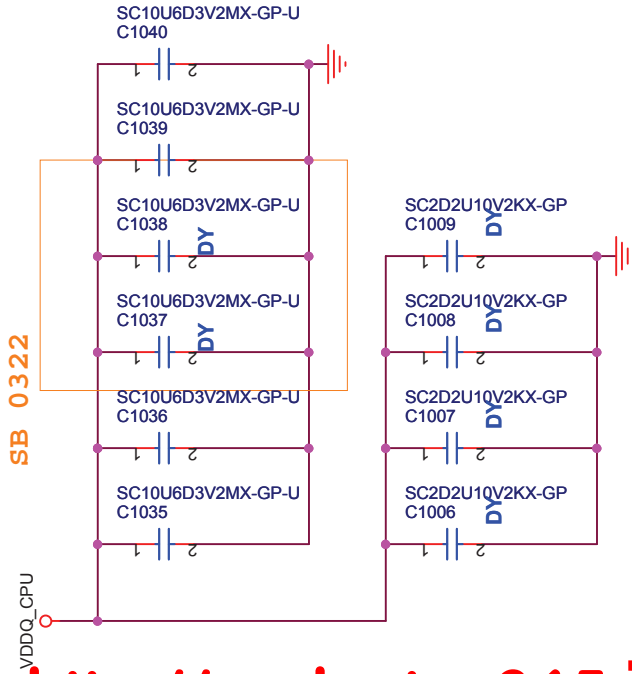 SC10U6D3V2MX-GP-U
C1040
1 2
SC10U6D3V2MX-GP-U
C1039
1 2
SC10U6D3V2MX-GP-U
C1038
DY
1 2
SC10U6D3V2MX-GP-U
C1037
DY
1 2
SC10U6D3V2MX-GP-U
C1036
1 2
SC10U6D3V2MX-GP-U
C1035
1 2
SB 0322
VDDQ_CPU
SC2D2U10V2KX-GP
C1009
DY
1 2
SC2D2U10V2KX-GP
C1008
DY
1 2
SC2D2U10V2KX-GP
C1007
DY
1 2
SC2D2U10V2KX-GP
C1006
DY
1 2